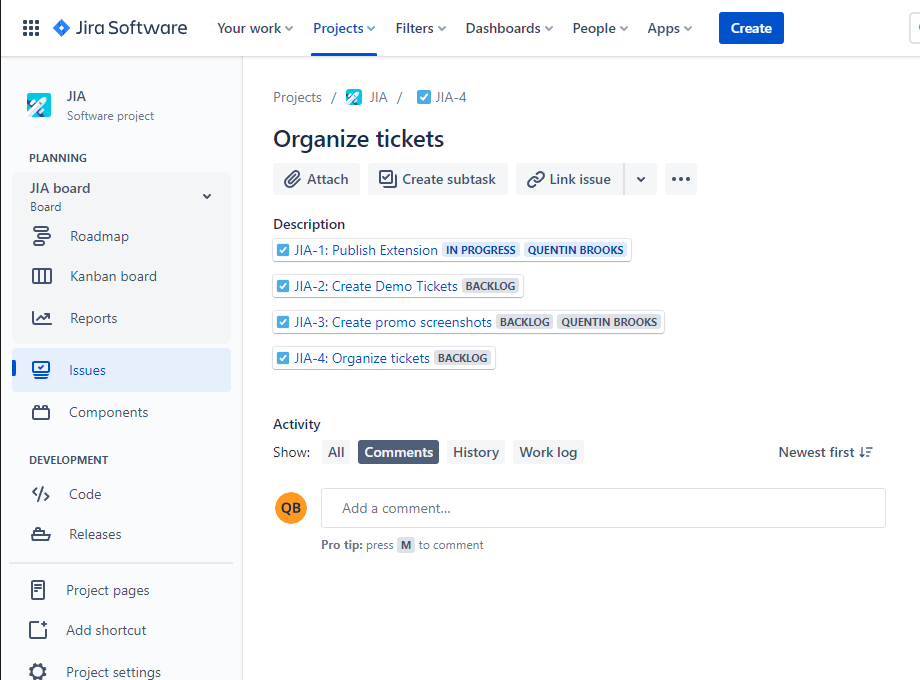 Jira Software Your work Projects Filters Dashboards People Apps Create
JIA
Software project
PLANNING
JIA board
Board
Roadmap
Kanban board
Reports
Issues
Components
DEVELOPMENT
Code
Releases
Project pages
Add shortcut
Project settings
Projects / JIA / JIA-4
Organize tickets
Attach Create subtask Link issue
Description
JIA-1: Publish Extension IN PROGRESS QUENTIN BROOKS
JIA-2: Create Demo Tickets BACKLOG
JIA-3: Create promo screenshots BACKLOG QUENTIN BROOKS
JIA-4: Organize tickets BACKLOG
Activity
Show: All Comments History Work log Newest first
QB Add a comment...
Pro tip: press M to comment